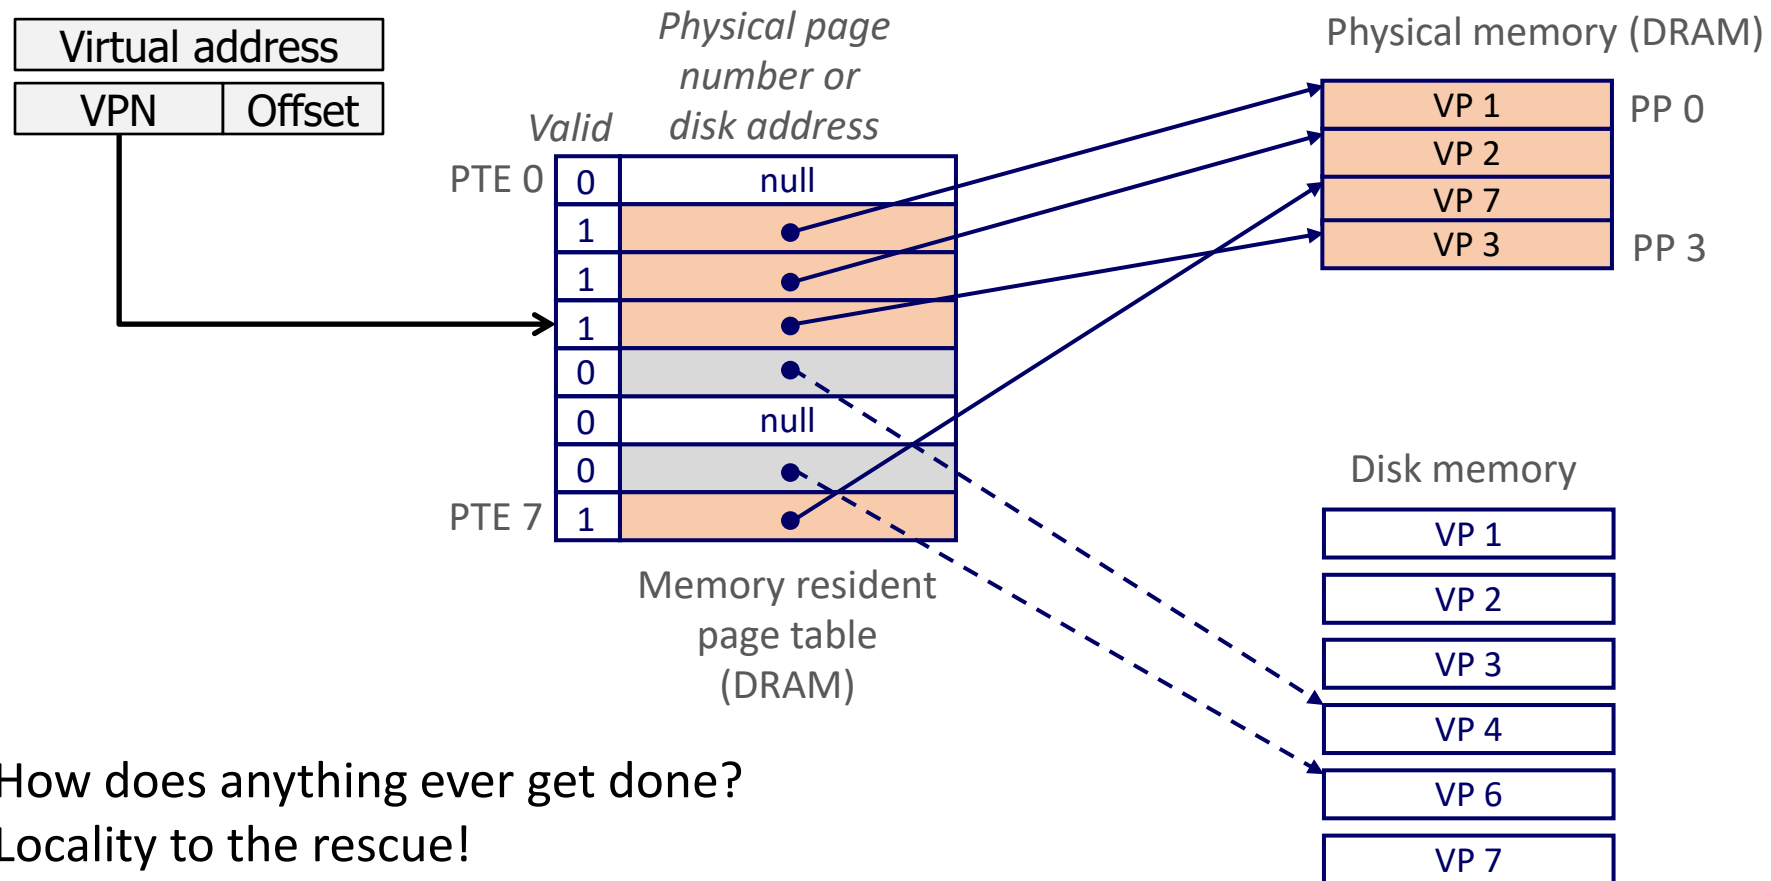 Virtual address
VPN Offset
Physical page
number or
disk address
Valid
PTE 0 0 null
1
1
1
0
0 null
0
PTE 7 1
Memory resident
page table
(DRAM)
Physical memory (DRAM)
VP 1 PP 0
VP 2
VP 7
VP 3 PP 3
Disk memory
VP 1
VP 2
VP 3
VP 4
VP 6
VP 7
How does anything ever get done?
Locality to the rescue!